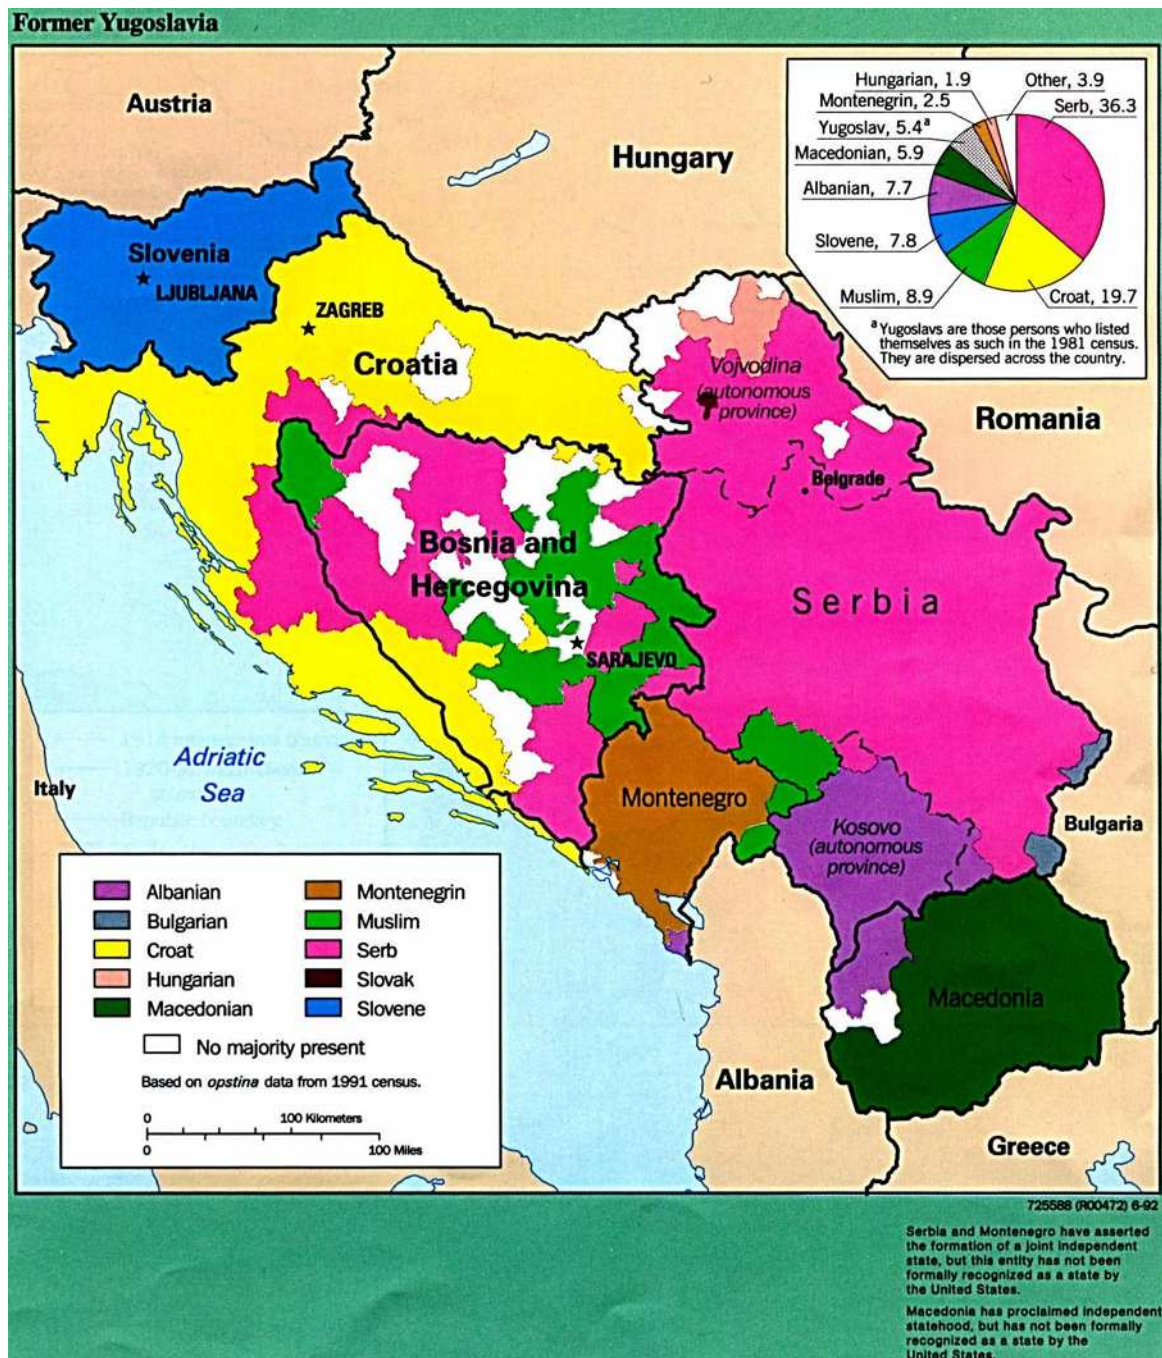 Former Yugoslavia
Austria
Hungary
Hungarian, 1.9
Other, 3.9
Montenegrin, 2.5
Serb, 36.3
Yugoslav, 5.4ᵃ
Macedonian, 5.9
Albanian, 7.7
Slovene, 7.8
Muslim, 8.9
Croat, 19.7
ᵃ Yugoslavs are those persons who listed
themselves as such in the 1981 census.
They are dispersed across the country.
Slovenia
LJUBLJANA
ZAGREB
Croatia
Vojvodina
(autonomous
province)
Romania
Belgrade
Bosnia and
Hercegovina
Serbia
SARAJEVO
Adriatic
Sea
Italy
Montenegro
Kosovo
(autonomous
province)
Bulgaria
Albanian
Bulgarian
Croat
Hungarian
Macedonian
Montenegrin
Muslim
Serb
Slovak
Slovene
No majority present
Based on opstina data from 1991 census.
0 100 Kilometers
0 100 Miles
Macedonia
Albania
Greece
725588 (R00472) 6-92
Serbia and Montenegro have asserted
the formation of a joint independent
state, but this entity has not been
formally recognized as a state by
the United States.
Macedonia has proclaimed independent
statehood, but has not been formally
recognized as a state by the
United States.